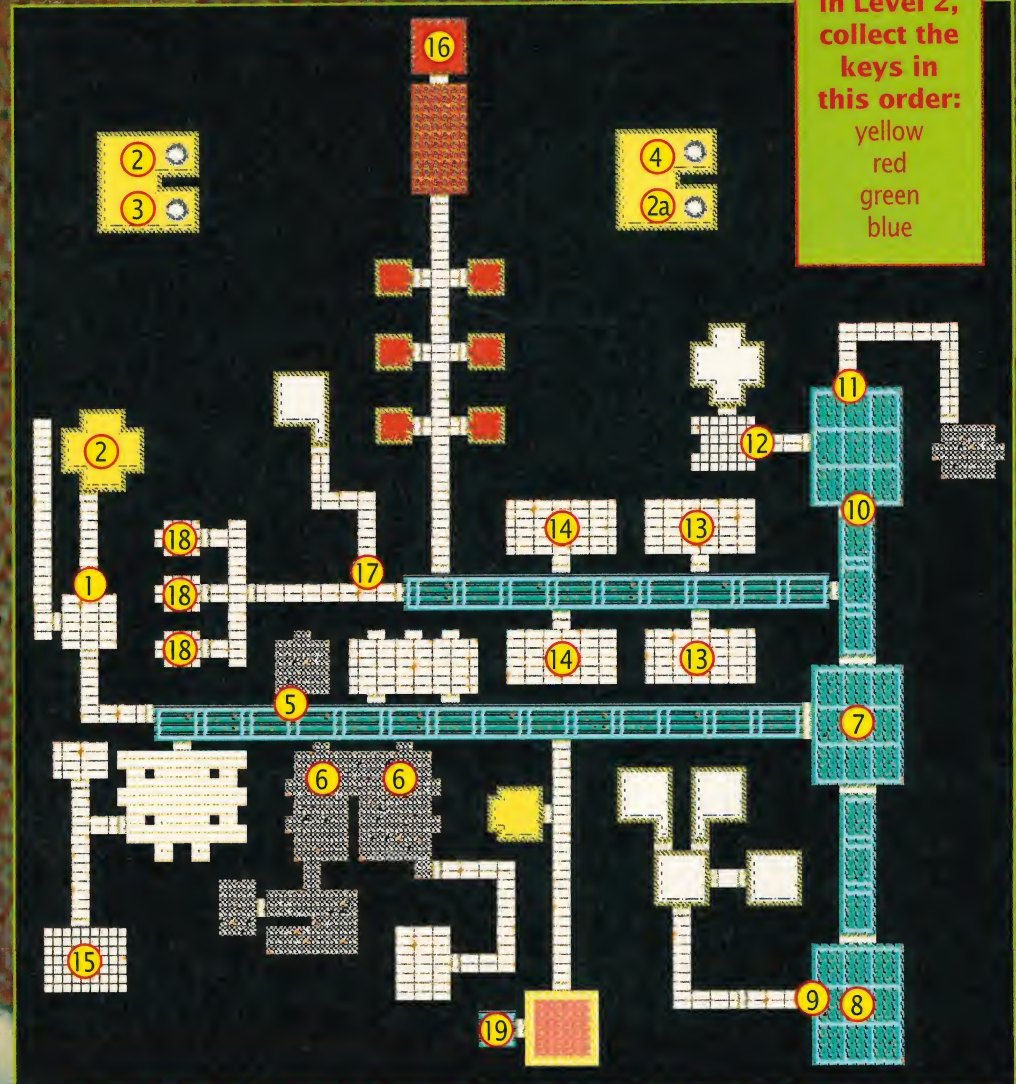 In Level 2,
collect the
keys in
this order:
yellow
red
green
blue
16
2
3
4
2a
11
12
2
10
14
13
18
17
1
18
18
14
13
5
7
6
6
15
9
8
19